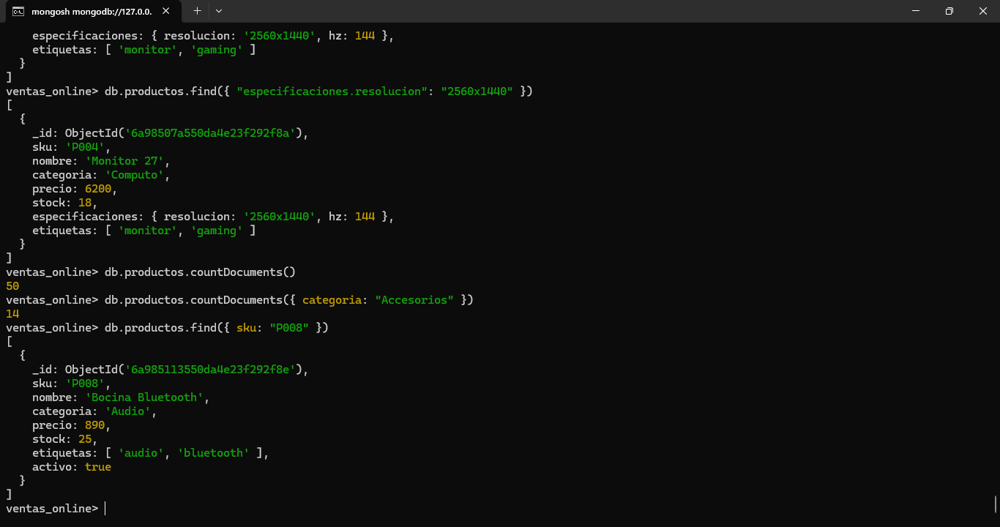 mongosh mongodb://127.0.0.
    especificaciones: { resolucion: '2560x1440', hz: 144 },
    etiquetas: [ 'monitor', 'gaming' ]
  }
]
ventas_online> db.productos.find({ "especificaciones.resolucion": "2560x1440" })
[
  {
    _id: ObjectId('6a98507a550da4e23f292f8a'),
    sku: 'P004',
    nombre: 'Monitor 27',
    categoria: 'Computo',
    precio: 6200,
    stock: 18,
    especificaciones: { resolucion: '2560x1440', hz: 144 },
    etiquetas: [ 'monitor', 'gaming' ]
  }
]
ventas_online> db.productos.countDocuments()
50
ventas_online> db.productos.countDocuments({ categoria: "Accesorios" })
14
ventas_online> db.productos.find({ sku: "P008" })
[
  {
    _id: ObjectId('6a985113550da4e23f292f8e'),
    sku: 'P008',
    nombre: 'Bocina Bluetooth',
    categoria: 'Audio',
    precio: 890,
    stock: 25,
    etiquetas: [ 'audio', 'bluetooth' ],
    activo: true
  }
]
ventas_online>